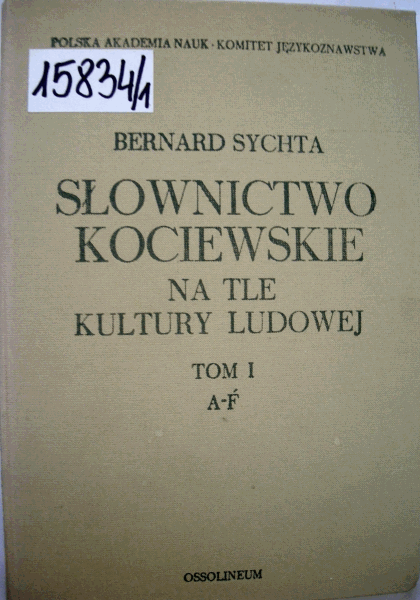 POLSKA AKADEMIA NAUK · KOMITET JĘZYKOZNAWSTWA
15834/1
BERNARD SYCHTA
SŁOWNICTWO
KOCIEWSKIE
NA TLE
KULTURY LUDOWEJ
TOM I
A-F́
OSSOLINEUM